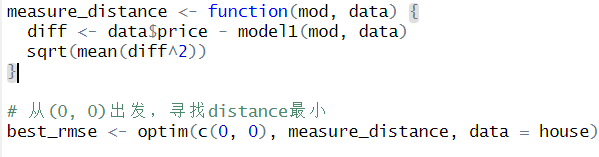 measure_distance <- function(mod, data) {
  diff <- data$price - model1(mod, data)
  sqrt(mean(diff^2))
}
# 从(0, 0)出发，寻找distance最小
best_rmse <- optim(c(0, 0), measure_distance, data = house)